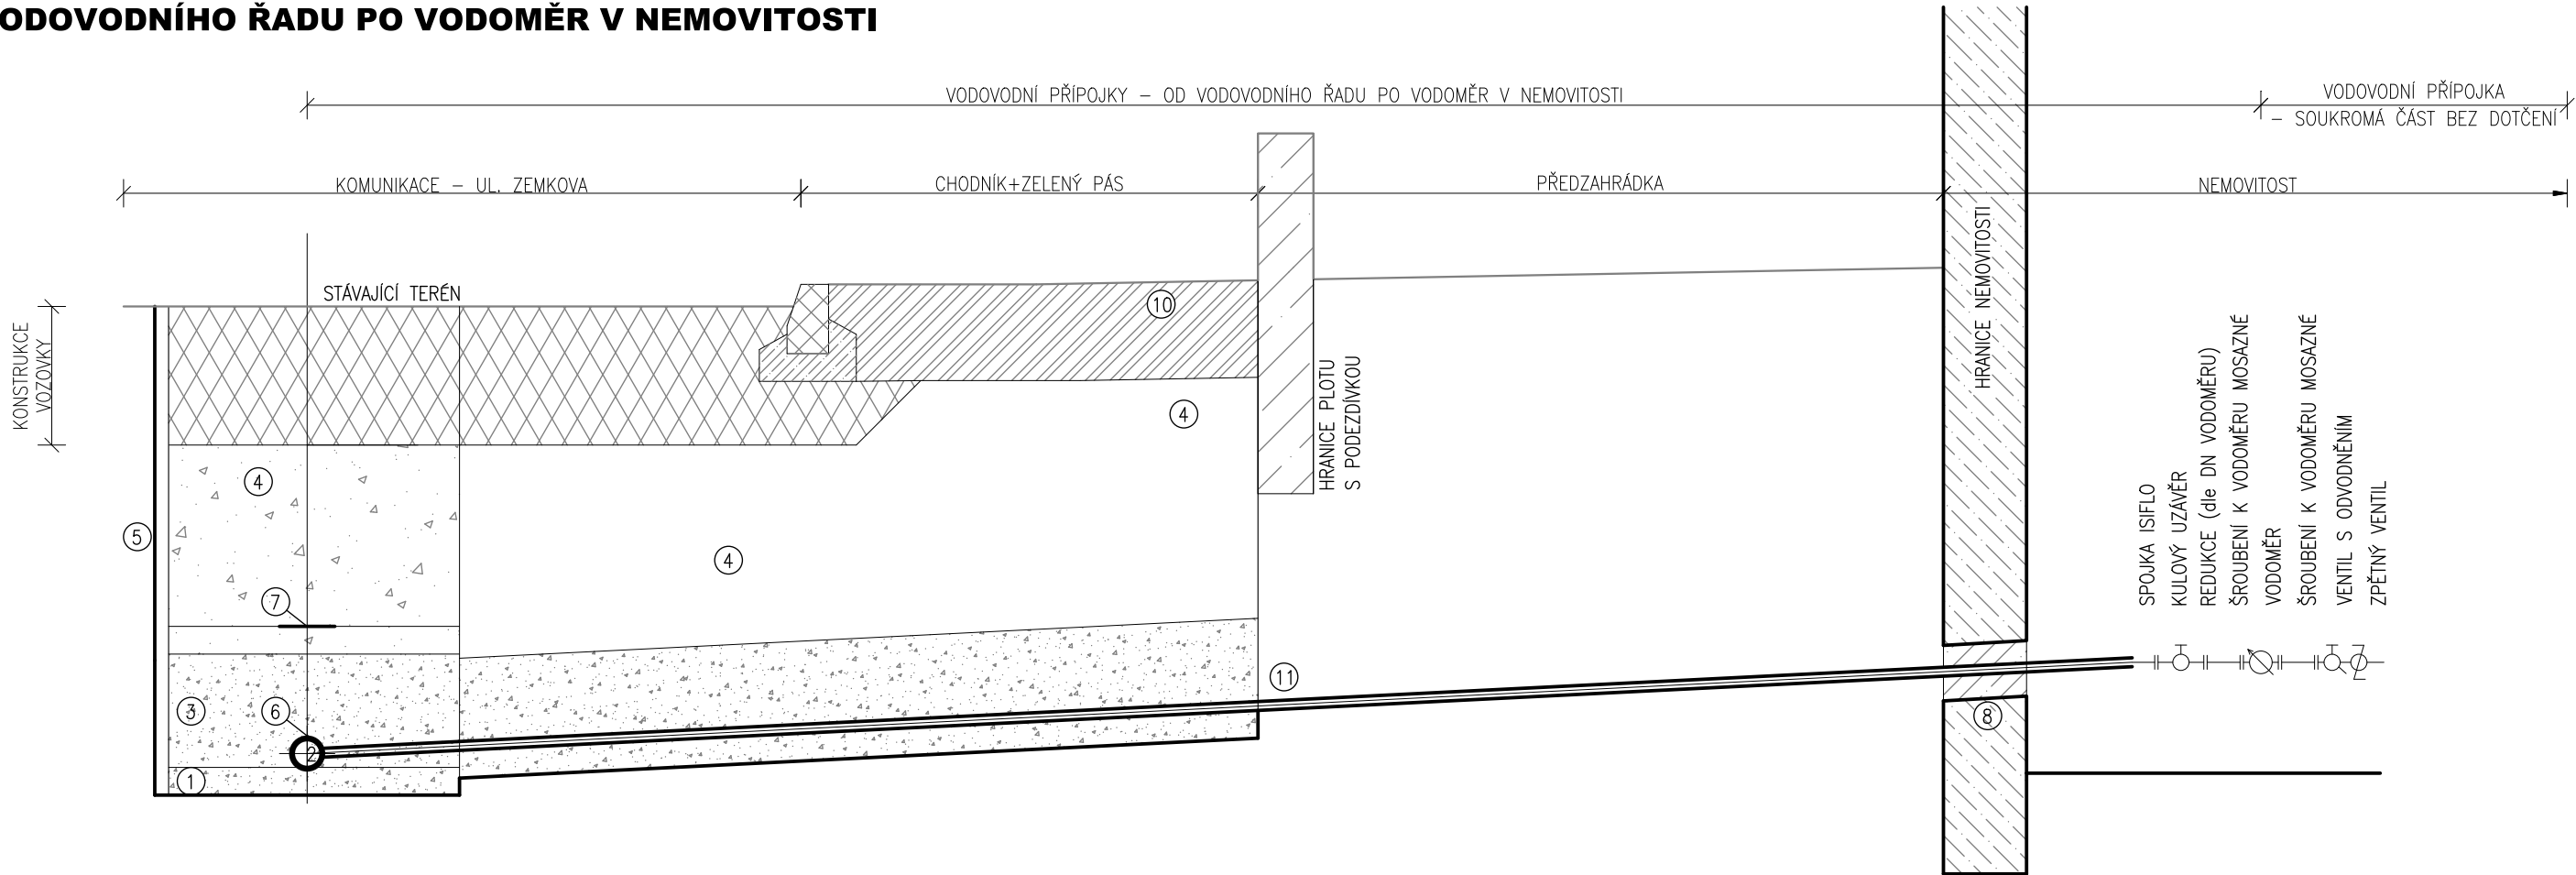 ODOVODNÍHO ŘADU PO VODOMĚR V NEMOVITOSTI
VODOVODNÍ PŘÍPOJKY – OD VODOVODNÍHO ŘADU PO VODOMĚR V NEMOVITOSTI
VODOVODNÍ PŘÍPOJKA
– SOUKROMÁ ČÁST BEZ DOTČENÍ
KOMUNIKACE – UL. ZEMKOVA
CHODNÍK+ZELENÝ PÁS
PŘEDZAHRÁDKA
NEMOVITOST
STÁVAJÍCÍ TERÉN
KONSTRUKCE
VOZOVKY
10
4
4
4
5
7
3
6
2
1
11
8
HRANICE PLOTU
S PODEZDÍVKOU
HRANICE NEMOVITOSTI
SPOJKA ISIFLO
KULOVÝ UZÁVĚR
REDUKCE (dle DN VODOMĚRU)
ŠROUBENÍ K VODOMĚRU MOSAZNÉ
VODOMĚR
ŠROUBENÍ K VODOMĚRU MOSAZNÉ
VENTIL S ODVODNĚNÍM
ZPĚTNÝ VENTIL